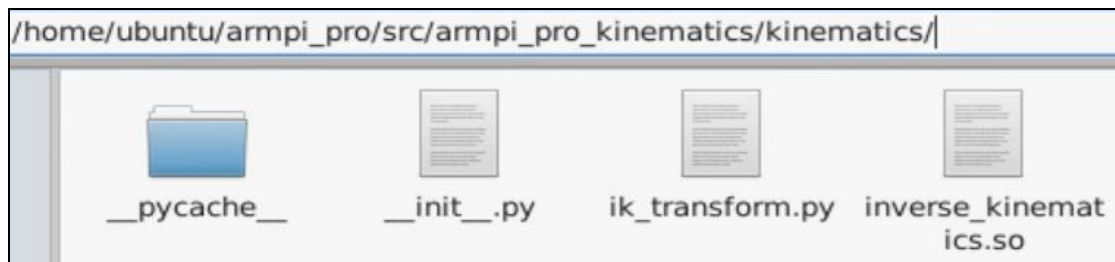 /home/ubuntu/armpi_pro/src/armpi_pro_kinematics/kinematics/
__pycache__
__init__.py
ik_transform.py
inverse_kinemat
ics.so